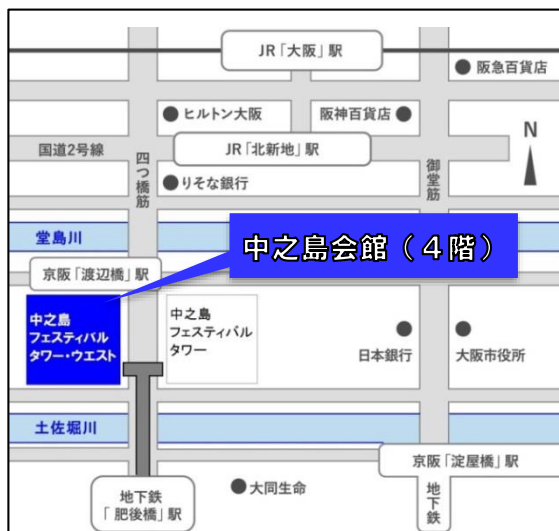 JR「大阪」駅
阪急百貨店
ヒルトン大阪
阪神百貨店
N
国道2号線
四つ橋筋
JR「北新地」駅
御堂筋
りそな銀行
堂島川
中之島会館（４階）
京阪「渡辺橋」駅
中之島
フェスティバル
タワー・ウエスト
中之島
フェスティバル
タワー
日本銀行
大阪市役所
土佐堀川
京阪「淀屋橋」駅
地下鉄
「肥後橋」駅
大同生命
地下鉄